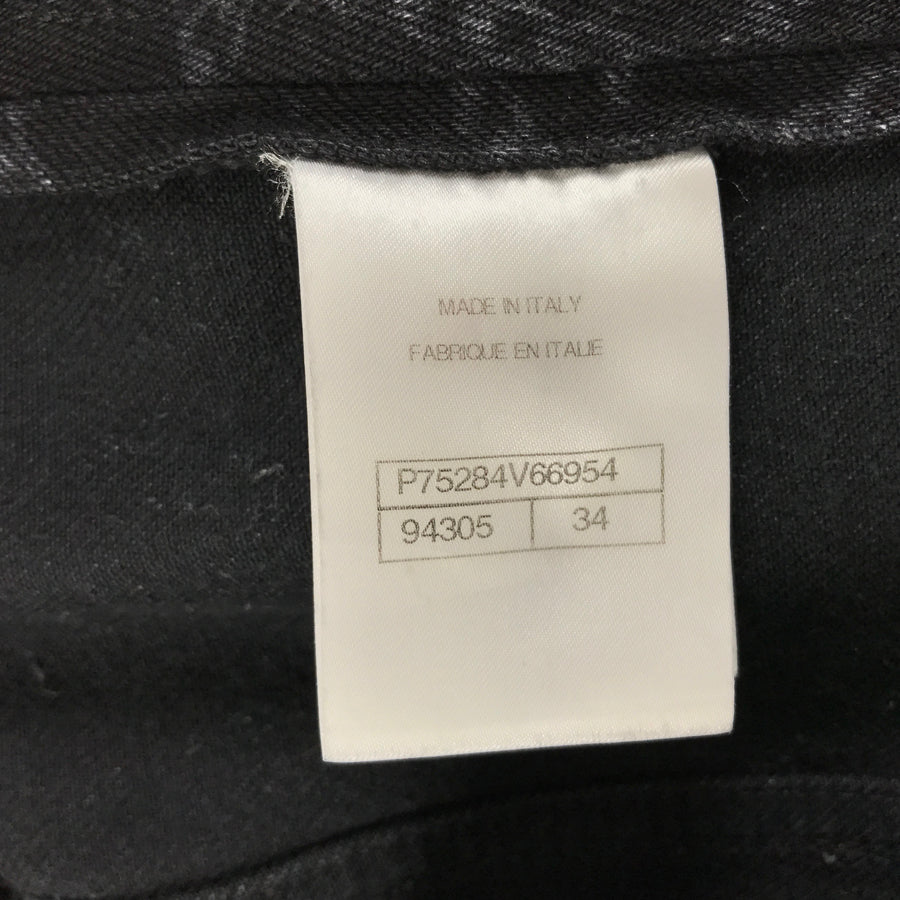 MADE IN ITALY
FABRIQUE EN ITALIE
P75284V66954
94305 34